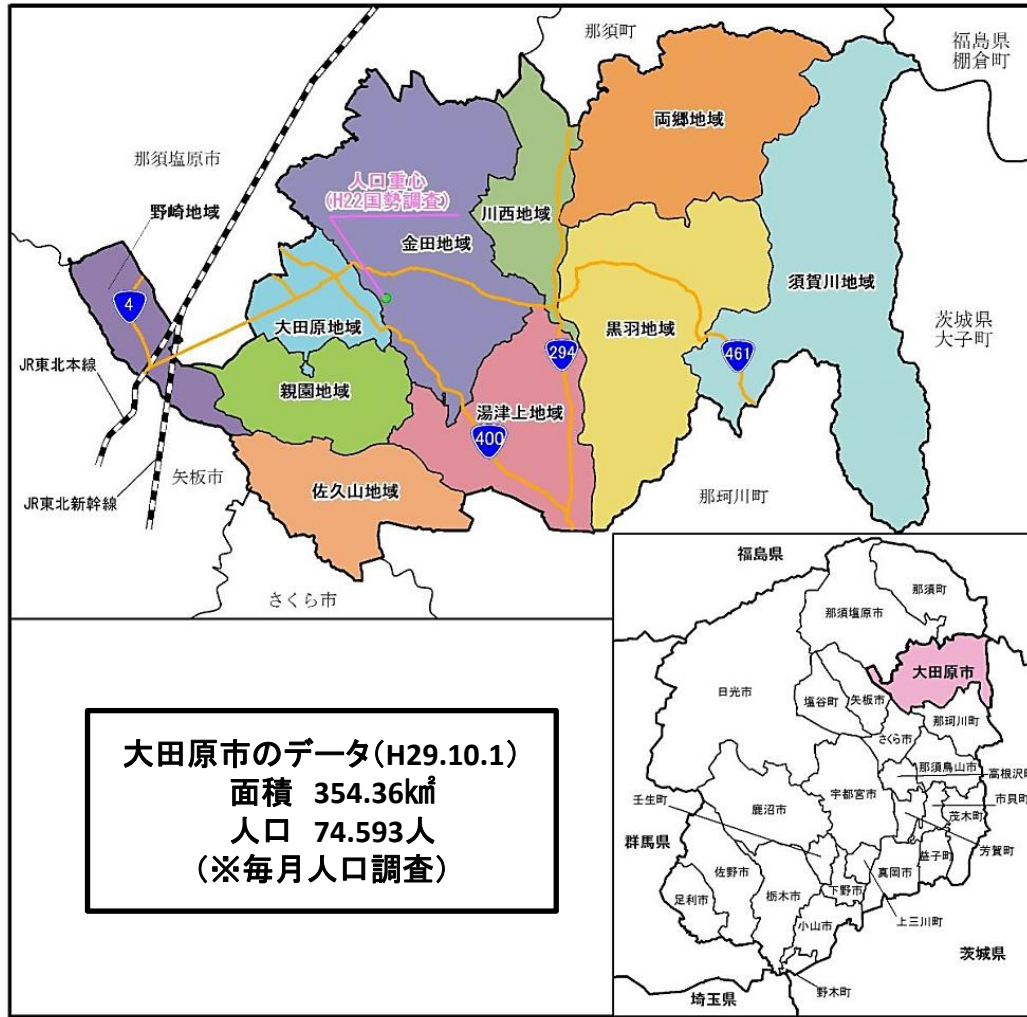 那須町
福島県
棚倉町
両郷地域
那須塩原市
野崎地域
人口重心
(H22国勢調査)
川西地域
金田地域
須賀川地域
4
大田原地域
黒羽地域
茨城県
大子町
294
461
JR東北本線
親園地域
湯津上地域
400
矢板市
佐久山地域
那珂川町
JR東北新幹線
さくら市
大田原市のデータ(H29.10.1)
面積 354.36㎢
人口 74.593人
(※毎月人口調査)
福島県
那須町
那須塩原市
大田原市
日光市
塩谷町
矢板市
那珂川町
さくら市
那須烏山市
高根沢町
壬生町
鹿沼市
宇都宮市
市貝町
茂木町
群馬県
芳賀町
益子町
佐野市
真岡市
足利市
栃木市
下野市
上三川町
小山市
茨城県
埼玉県
野木町